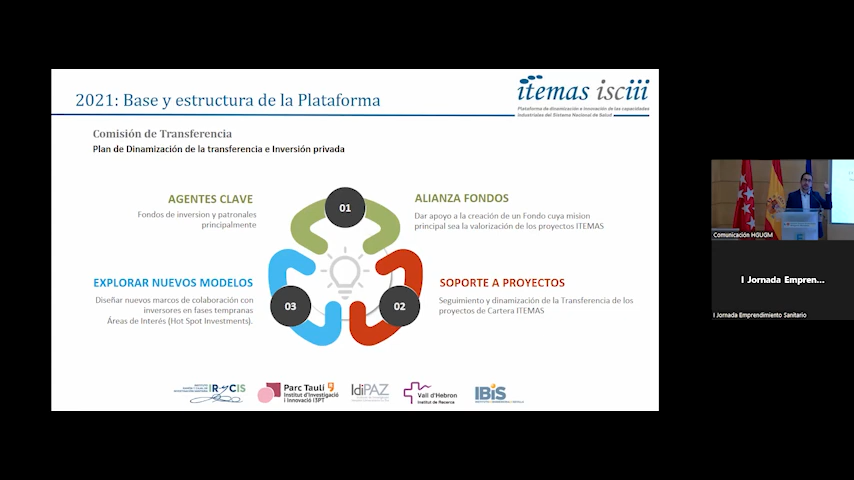 2021: Base y estructura de la Plataforma
itemas isciii
Plataforma de dinamización e innovación de las capacidades
industriales del Sistema Nacional de Salud
Comisión de Transferencia
Plan de Dinamización de la transferencia e Inversión privada
AGENTES CLAVE
Fondos de inversion y patronales
principalmente
01
ALIANZA FONDOS
Dar apoyo a la creación de un Fondo cuya mision
principal sea la valorización de los proyectos ITEMAS
EXPLORAR NUEVOS MODELOS
Diseñar nuevos marcos de colaboración con
inversores en fases tempranas
Áreas de Interés (Hot Spot Investments).
03
02
SOPORTE A PROYECTOS
Seguimiento y dinamización de la Transferencia de los
proyectos de Cartera ITEMAS
IRyCIS
Parc Taulí
Institut d'Investigació
i Innovació I3PT
IdiPAZ
Vall d'Hebron
Institut de Recerca
IBiS
Comunicación HGUGM
I Jornada Empren...
I Jornada Emprendimiento Sanitario